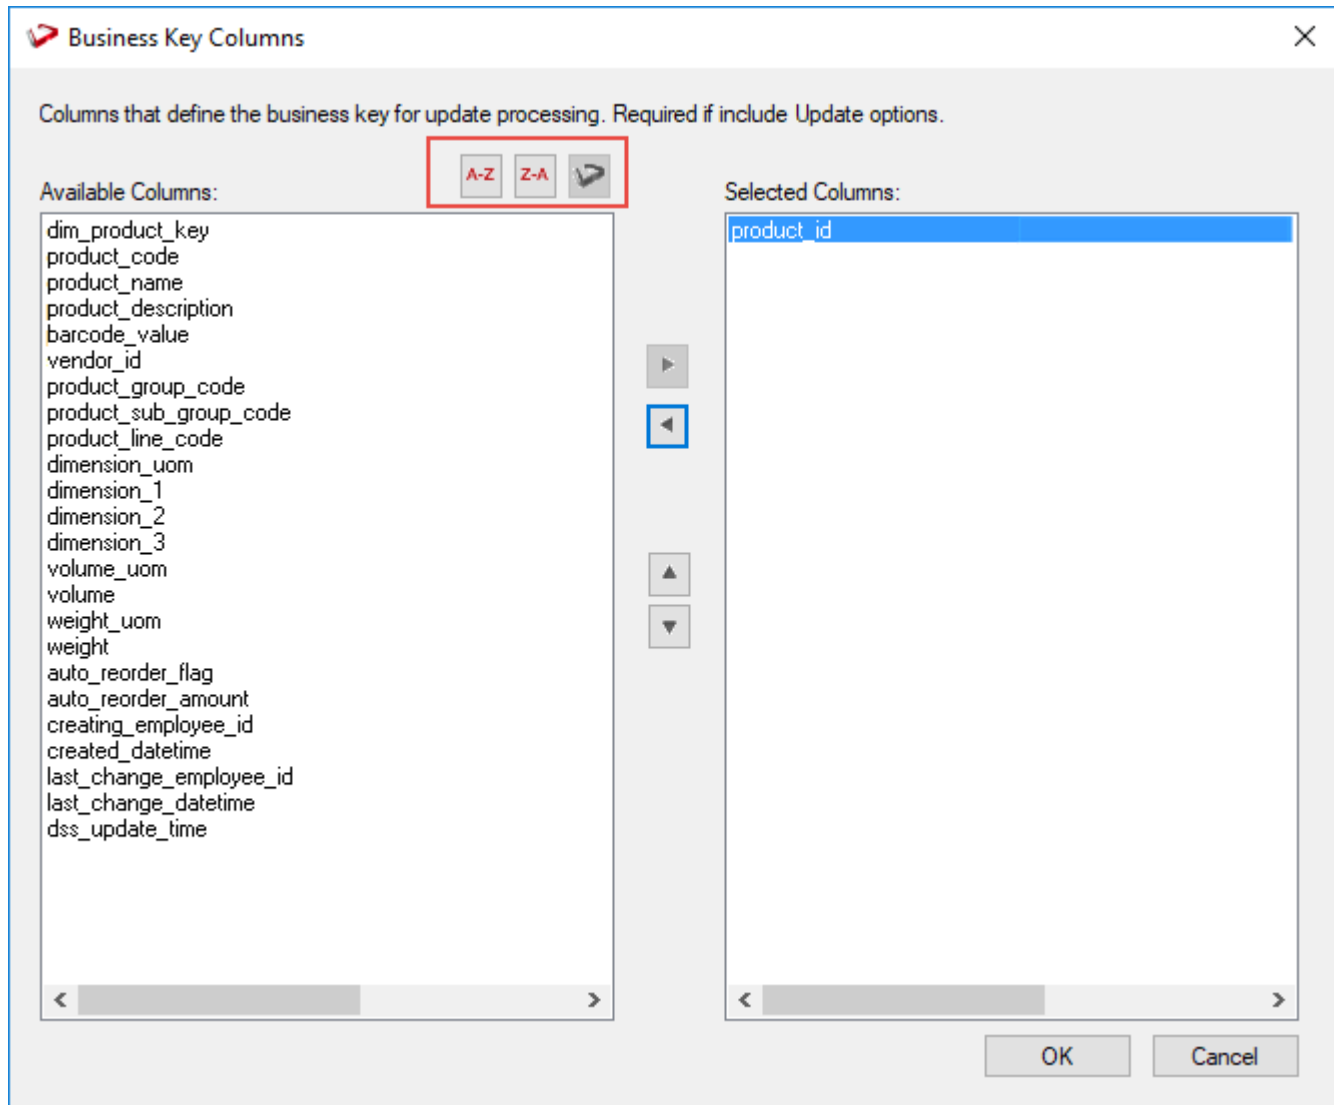 Business Key Columns
Columns that define the business key for update processing. Required if include Update options.
A-Z Z-A
Available Columns:
Selected Columns:
dim_product_key
product_code
product_name
product_description
barcode_value
vendor_id
product_group_code
product_sub_group_code
product_line_code
dimension_uom
dimension_1
dimension_2
dimension_3
volume_uom
volume
weight_uom
weight
auto_reorder_flag
auto_reorder_amount
creating_employee_id
created_datetime
last_change_employee_id
last_change_datetime
dss_update_time
product_id
OK
Cancel